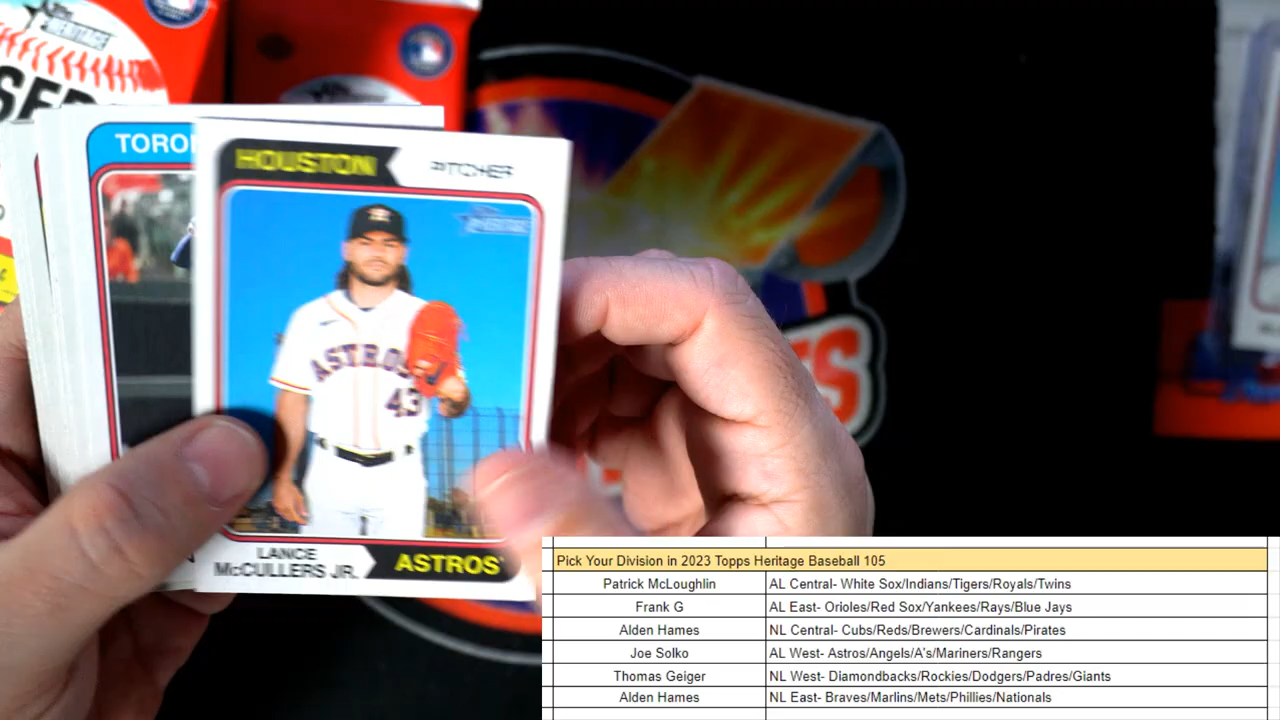 TORON
HOUSTON
PITCHER
ASTROS
43
LANCE
McCULLERS JR.
ASTROS
Pick Your Division in 2023 Topps Heritage Baseball 105
Patrick McLoughlin AL Central- White Sox/Indians/Tigers/Royals/Twins
Frank G AL East- Orioles/Red Sox/Yankees/Rays/Blue Jays
Alden Hames NL Central- Cubs/Reds/Brewers/Cardinals/Pirates
Joe Solko AL West- Astros/Angels/A's/Mariners/Rangers
Thomas Geiger NL West- Diamondbacks/Rockies/Dodgers/Padres/Giants
Alden Hames NL East- Braves/Marlins/Mets/Phillies/Nationals